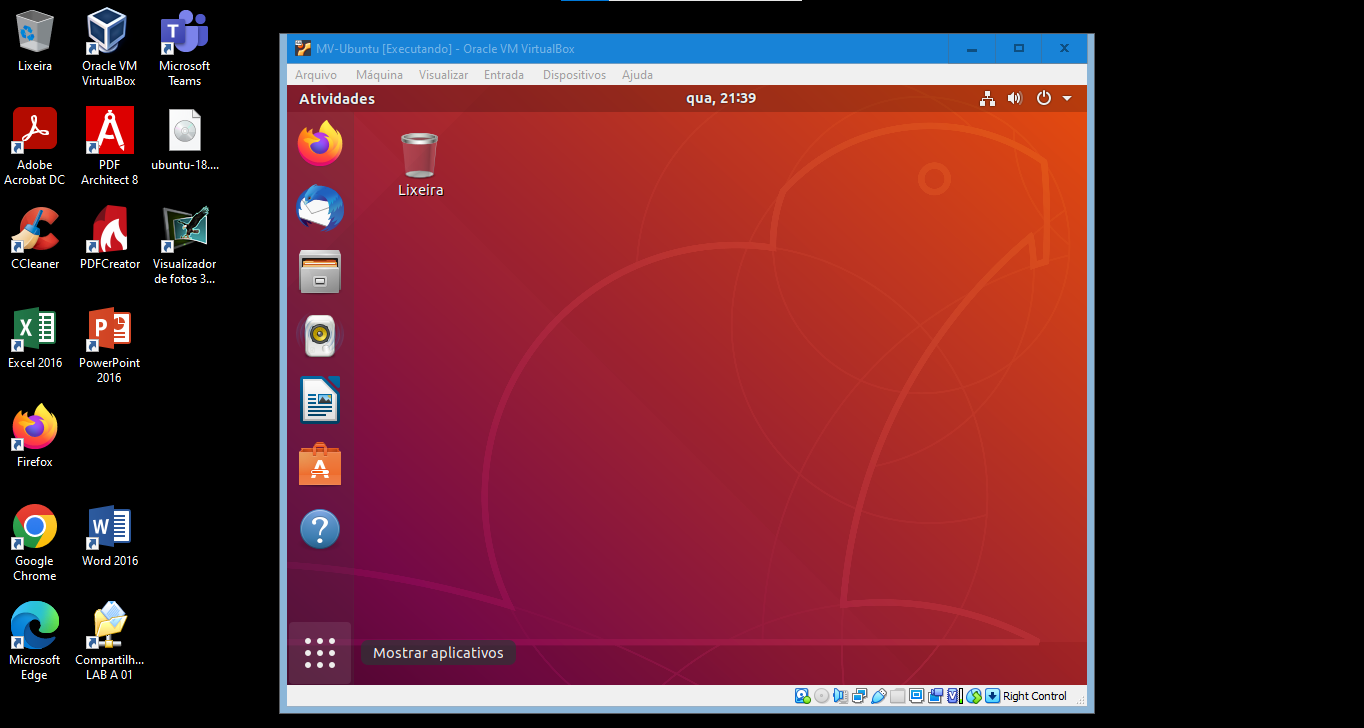 Lixeira
Oracle VM
VirtualBox
Microsoft
Teams
Adobe
Acrobat DC
PDF
Architect 8
ubuntu-18....
CCleaner
PDFCreator
Visualizador
de fotos 3...
Excel 2016
PowerPoint
2016
Firefox
Google
Chrome
Word 2016
Microsoft
Edge
Compartilh...
LAB A 01
MV-Ubuntu [Executando] - Oracle VM VirtualBox
Arquivo Máquina Visualizar Entrada Dispositivos Ajuda
Atividades qua, 21:39
Lixeira
Mostrar aplicativos
Right Control